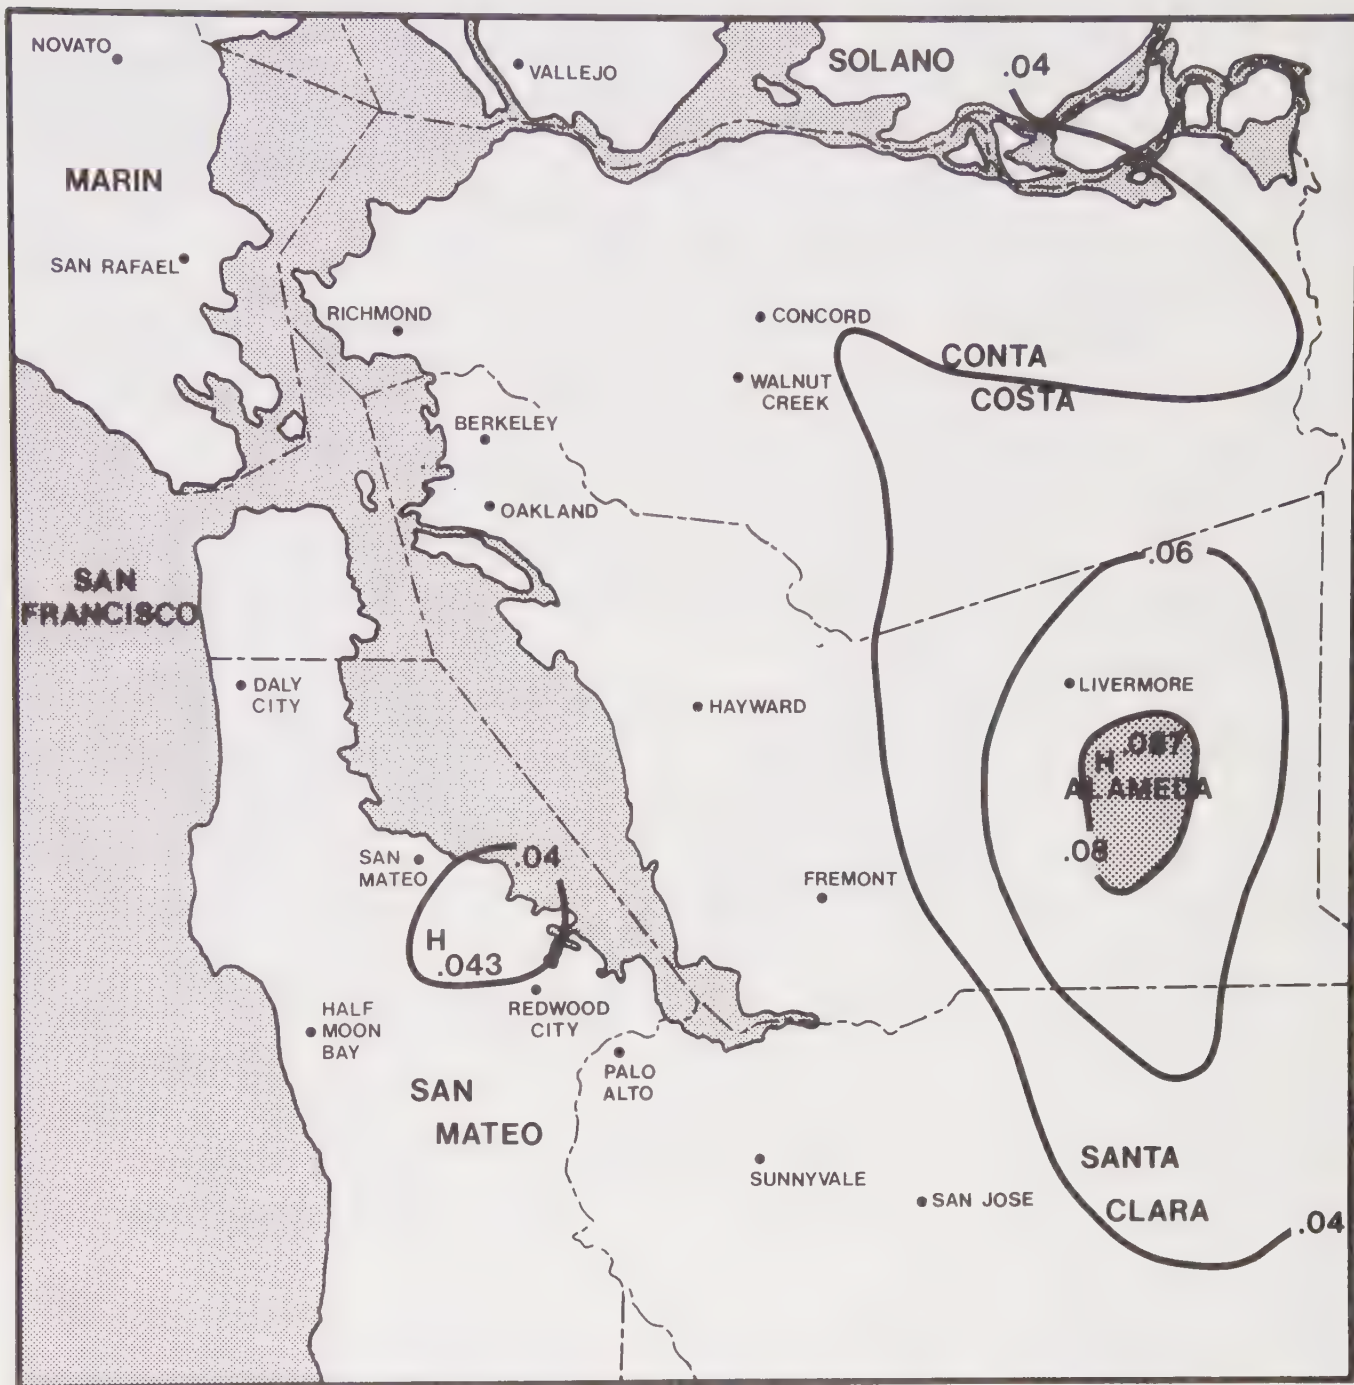 NOVATO
VALLEJO
SOLANO
.04
MARIN
SAN RAFAEL
RICHMOND
CONCORD
CONTA
COSTA
WALNUT
CREEK
BERKELEY
OAKLAND
.06
SAN
FRANCISCO
DALY
CITY
HAYWARD
LIVERMORE
H .087
ALAMEDA
.08
SAN
MATEO
.04
FREMONT
H
.043
REDWOOD
CITY
HALF
MOON
BAY
PALO
ALTO
SAN
MATEO
SUNNYVALE
SAN JOSE
SANTA
CLARA
.04